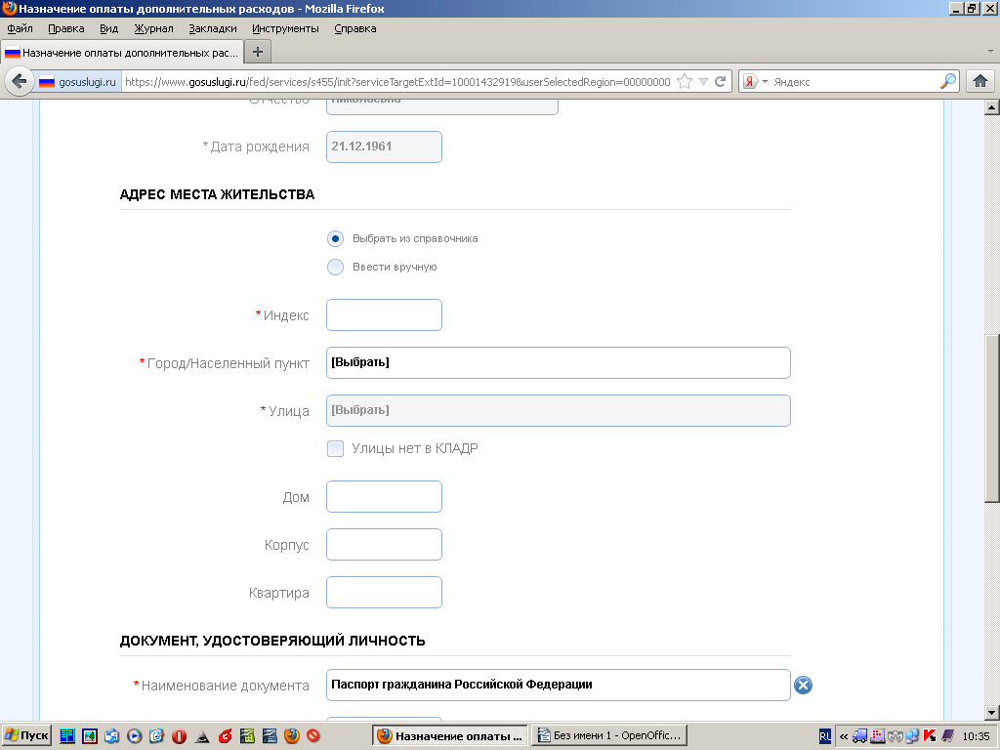 Назначение оплаты дополнительных расходов - Mozilla Firefox
Файл Правка Вид Журнал Закладки Инструменты Справка
Назначение оплаты дополнительных рас... +
gosuslugi.ru https://www.gosuslugi.ru/fed/services/s455/init?serviceTargetExtId=10001432919&userSelectedRegion=00000000 Я Яндекс
Отчество Николаевна
* Дата рождения 21.12.1961
АДРЕС МЕСТА ЖИТЕЛЬСТВА
Выбрать из справочника
Ввести вручную
* Индекс
* Город/Населенный пункт [Выбрать]
* Улица [Выбрать]
Улицы нет в КЛАДР
Дом
Корпус
Квартира
ДОКУМЕНТ, УДОСТОВЕРЯЮЩИЙ ЛИЧНОСТЬ
* Наименование документа Паспорт гражданина Российской Федерации
Пуск Назначение оплаты ... Без имени 1 - OpenOffic... RL « 10:35